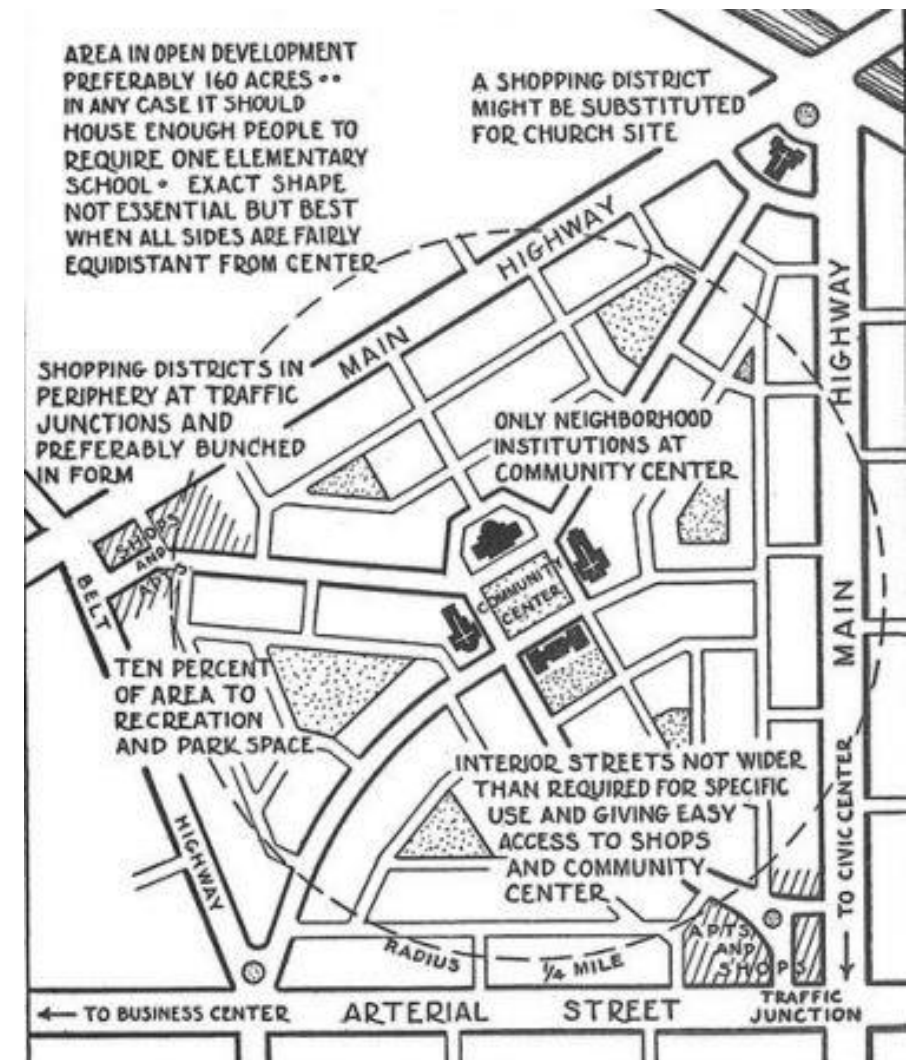 AREA IN OPEN DEVELOPMENT
PREFERABLY 160 ACRES ••
IN ANY CASE IT SHOULD
HOUSE ENOUGH PEOPLE TO
REQUIRE ONE ELEMENTARY
SCHOOL • EXACT SHAPE
NOT ESSENTIAL BUT BEST
WHEN ALL SIDES ARE FAIRLY
EQUIDISTANT FROM CENTER
A SHOPPING DISTRICT
MIGHT BE SUBSTITUTED
FOR CHURCH SITE
MAIN HIGHWAY
MAIN HIGHWAY
SHOPPING DISTRICTS IN
PERIPHERY AT TRAFFIC
JUNCTIONS AND
PREFERABLY BUNCHED
IN FORM
ONLY NEIGHBORHOOD
INSTITUTIONS AT
COMMUNITY CENTER
SHOPS
AND
BELT
COMMUNITY
CENTER
TEN PERCENT
OF AREA TO
RECREATION
AND PARK SPACE
HIGHWAY
INTERIOR STREETS NOT WIDER
THAN REQUIRED FOR SPECIFIC
USE AND GIVING EASY
ACCESS TO SHOPS
AND COMMUNITY
CENTER
TO CIVIC CENTER
APTS
AND
SHOPS
RADIUS ¼ MILE
TRAFFIC
JUNCTION
TO BUSINESS CENTER
ARTERIAL STREET